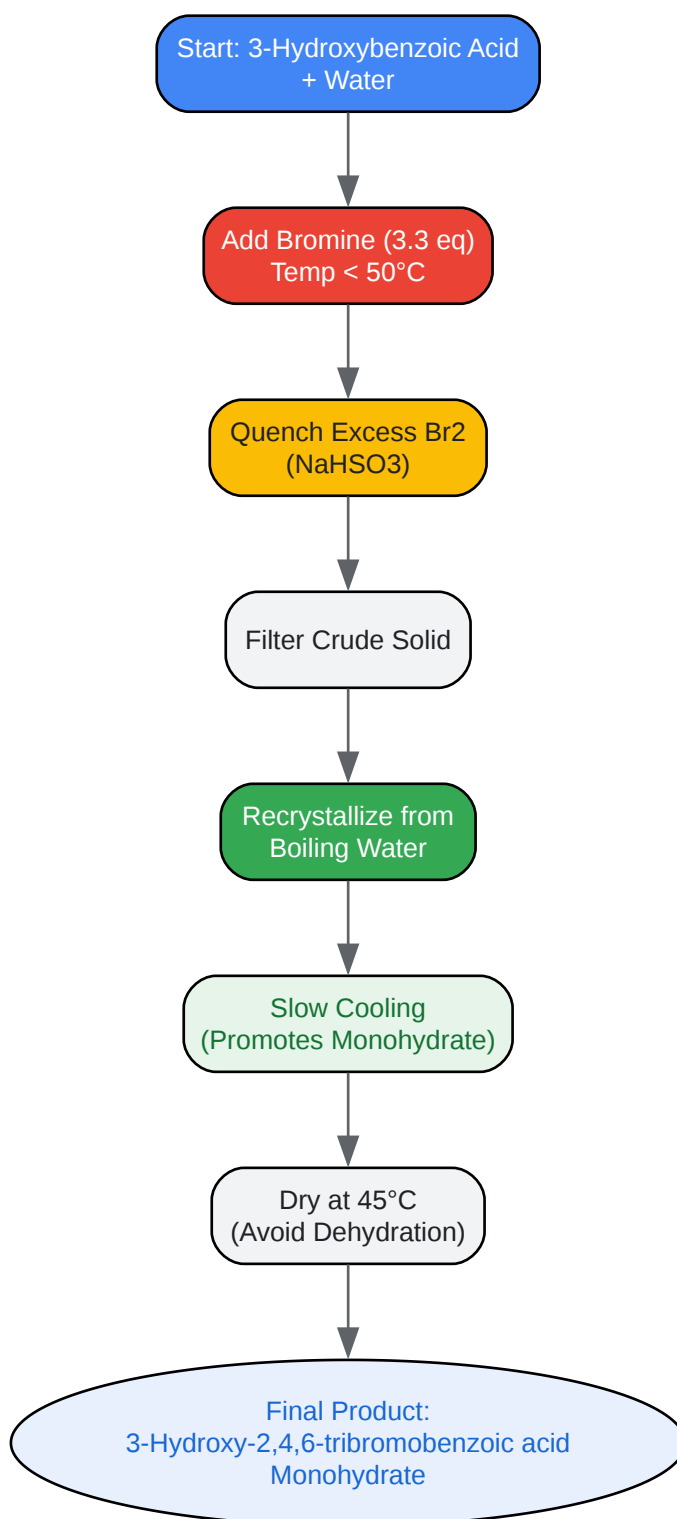 Start: 3-Hydroxybenzoic Acid
+ Water
Add Bromine (3.3 eq)
Temp < 50°C
Quench Excess Br2
(NaHSO3)
Filter Crude Solid
Recrystallize from
Boiling Water
Slow Cooling
(Promotes Monohydrate)
Dry at 45°C
(Avoid Dehydration)
Final Product:
3-Hydroxy-2,4,6-tribromobenzoic acid
Monohydrate